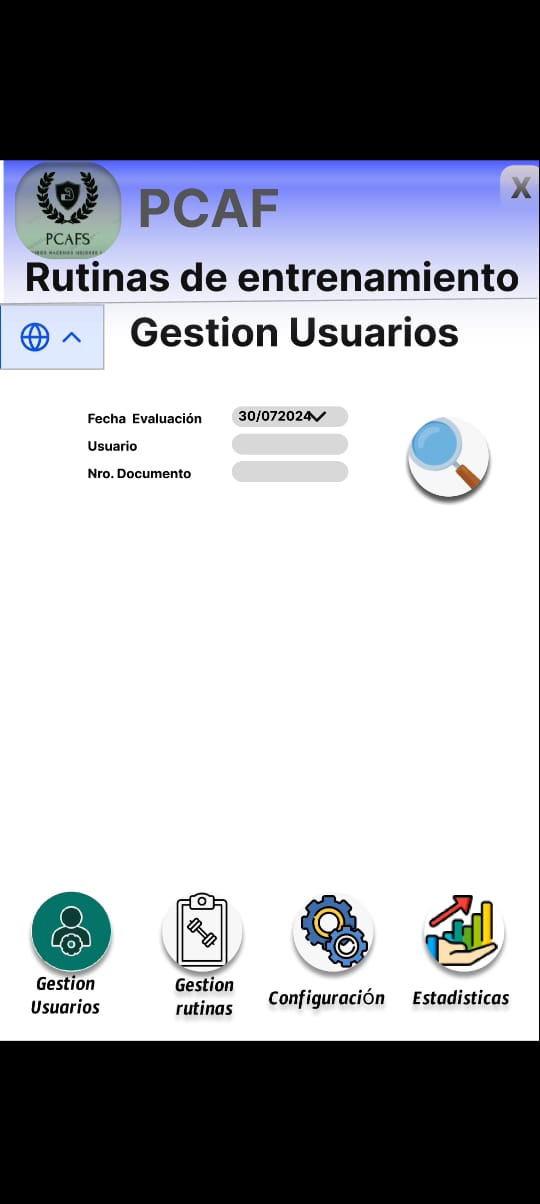 PCAFS
PCAF
X
Rutinas de entrenamiento
Gestion Usuarios
Fecha Evaluación
30/072024
Usuario
Nro. Documento
Gestion
Usuarios
Gestion
rutinas
Configuración
Estadisticas